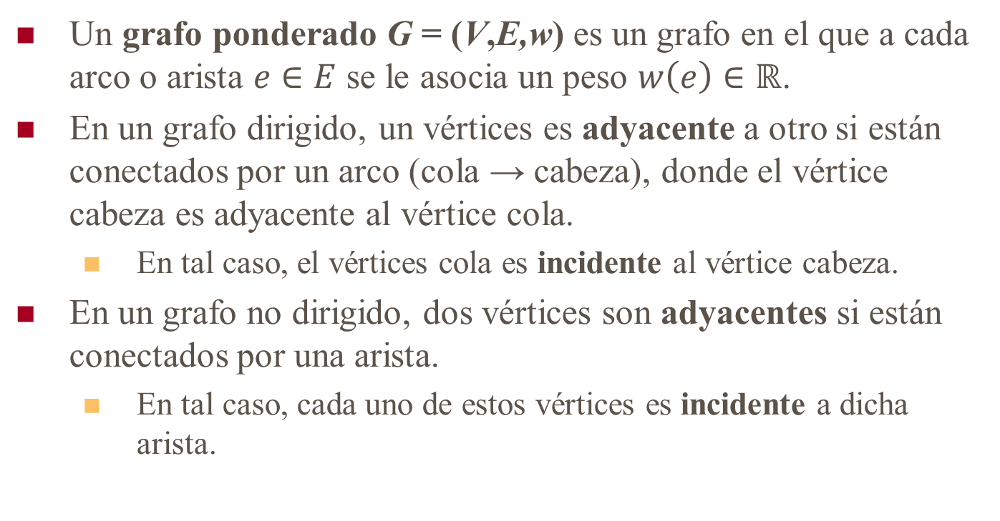 Un grafo ponderado G = (V,E,w) es un grafo en el que a cada
arco o arista e ∈ E se le asocia un peso w(e) ∈ ℝ.
En un grafo dirigido, un vértices es adyacente a otro si están
conectados por un arco (cola → cabeza), donde el vértice
cabeza es adyacente al vértice cola.
En tal caso, el vértices cola es incidente al vértice cabeza.
En un grafo no dirigido, dos vértices son adyacentes si están
conectados por una arista.
En tal caso, cada uno de estos vértices es incidente a dicha
arista.